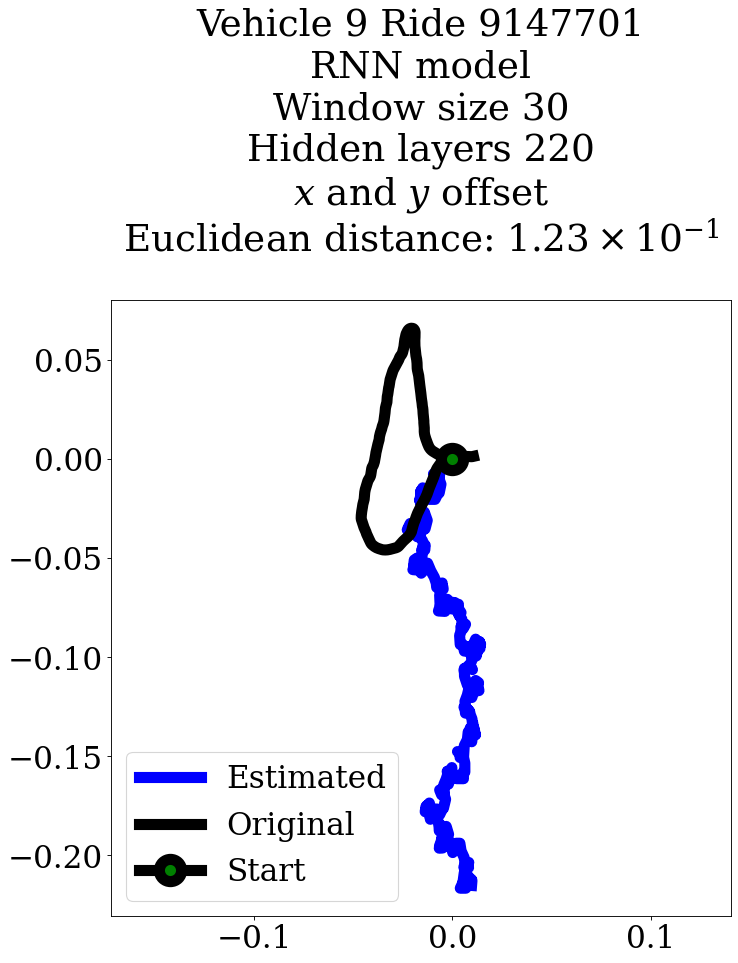 Vehicle 9 Ride 9147701
RNN model
Window size 30
Hidden layers 220
x and y offset
Euclidean distance: 1.23 × 10⁻¹
0.05
0.00
−0.05
−0.10
−0.15
−0.20
Estimated
Original
Start
−0.1
0.0
0.1